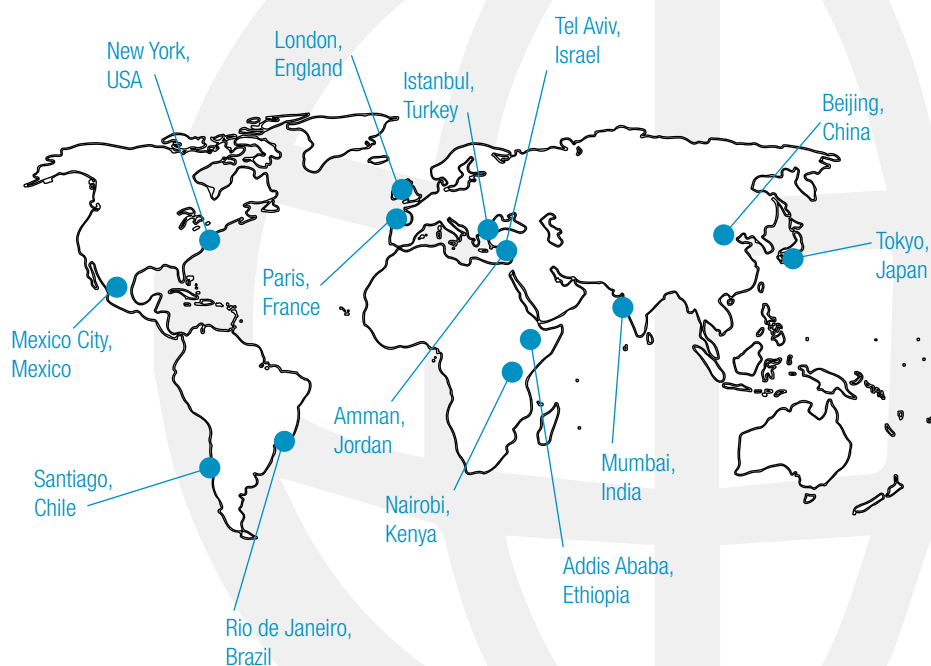 New York,
USA
London,
England
Tel Aviv,
Israel
Istanbul,
Turkey
Beijing,
China
Tokyo,
Japan
Paris,
France
Mexico City,
Mexico
Amman,
Jordan
Mumbai,
India
Santiago,
Chile
Nairobi,
Kenya
Addis Ababa,
Ethiopia
Rio de Janeiro,
Brazil